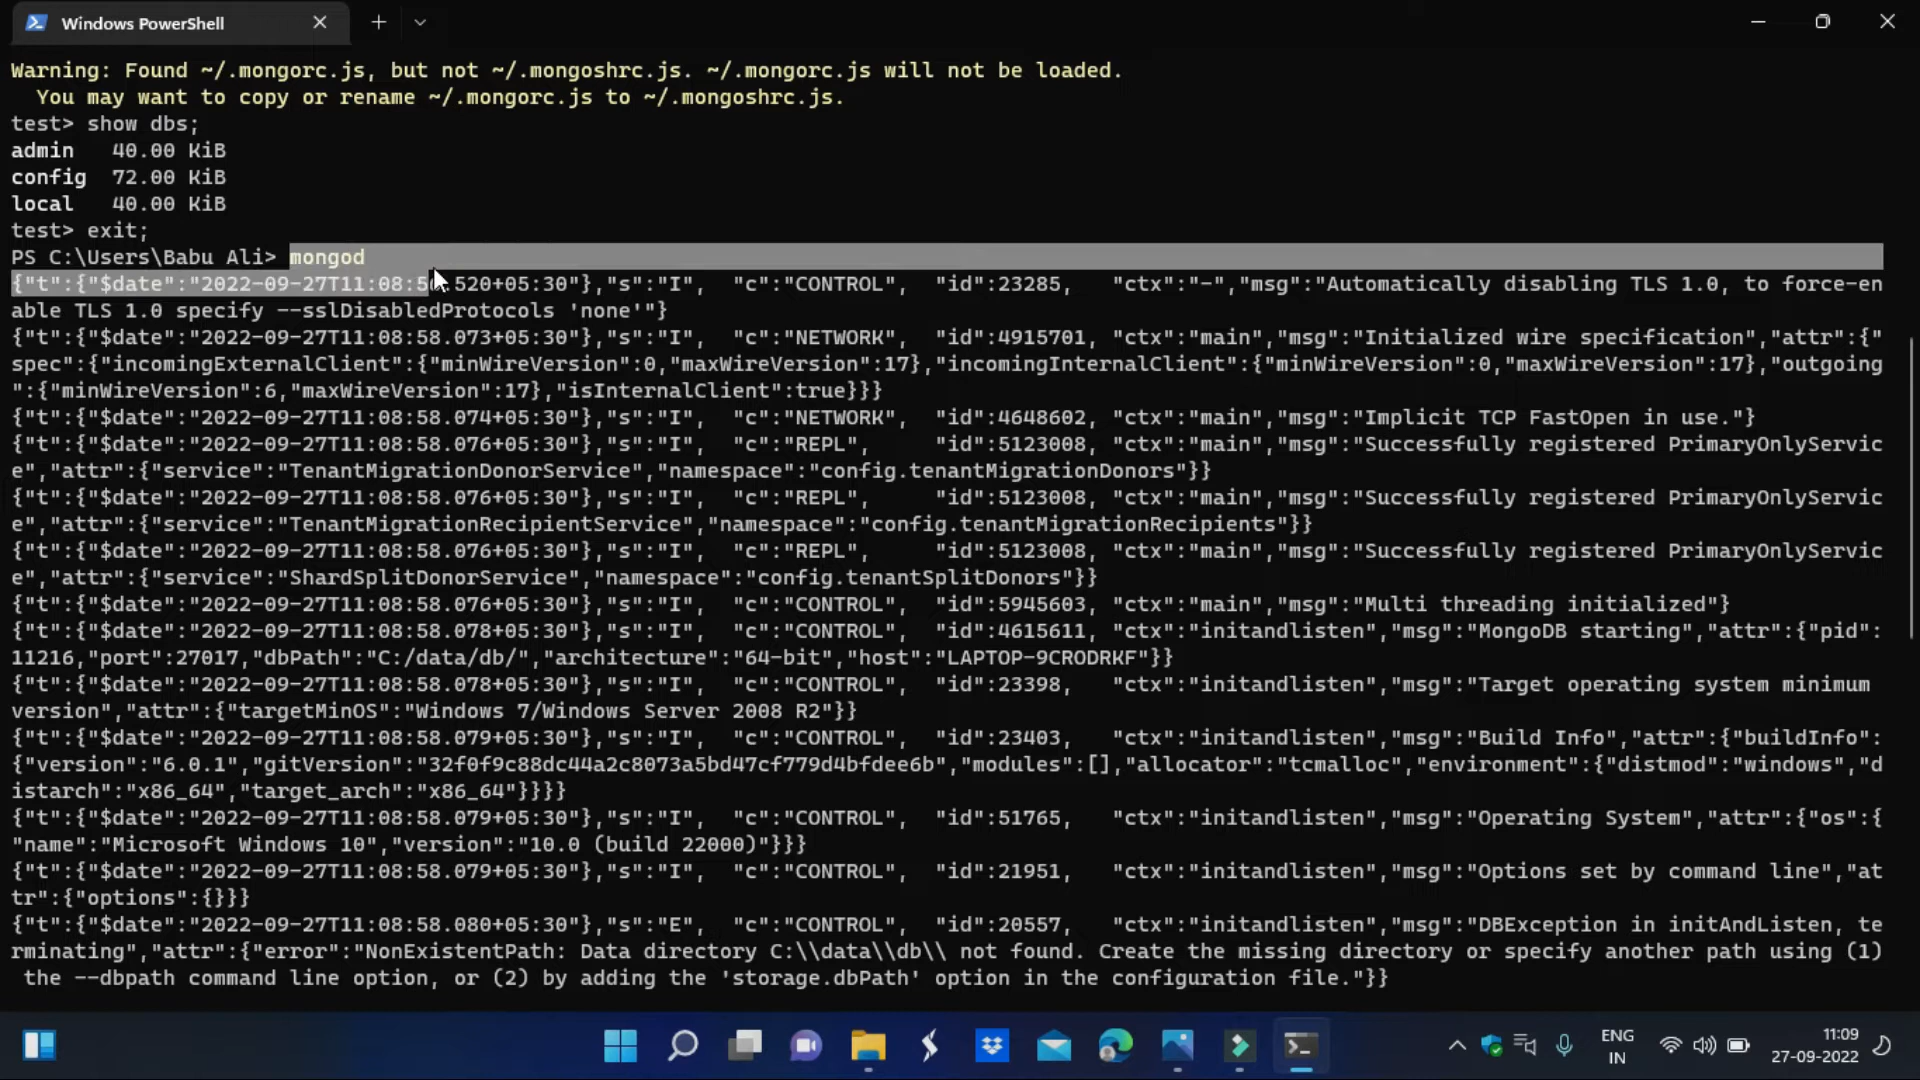 Windows PowerShell
Warning: Found ~/.mongorc.js, but not ~/.mongoshrc.js. ~/.mongorc.js will not be loaded.
You may want to copy or rename ~/.mongorc.js to ~/.mongoshrc.js.
test> show dbs;
admin 40.00 KiB
config 72.00 KiB
local 40.00 KiB
test> exit;
PS C:\Users\Babu Ali> mongod
{"t":{"$date":"2022-09-27T11:08:5 .520+05:30"},"s":"I", "c":"CONTROL", "id":23285, "ctx":"-","msg":"Automatically disabling TLS 1.0, to force-en
able TLS 1.0 specify --sslDisabledProtocols 'none'"}
{"t":{"$date":"2022-09-27T11:08:58.073+05:30"},"s":"I", "c":"NETWORK", "id":4915701, "ctx":"main","msg":"Initialized wire specification","attr":{"
spec":{"incomingExternalClient":{"minWireVersion":0,"maxWireVersion":17},"incomingInternalClient":{"minWireVersion":0,"maxWireVersion":17},"outgoing
":{"minWireVersion":6,"maxWireVersion":17},"isInternalClient":true}}}
{"t":{"$date":"2022-09-27T11:08:58.074+05:30"},"s":"I", "c":"NETWORK", "id":4648602, "ctx":"main","msg":"Implicit TCP FastOpen in use."}
{"t":{"$date":"2022-09-27T11:08:58.076+05:30"},"s":"I", "c":"REPL", "id":5123008, "ctx":"main","msg":"Successfully registered PrimaryOnlyServic
e","attr":{"service":"TenantMigrationDonorService","namespace":"config.tenantMigrationDonors"}}
{"t":{"$date":"2022-09-27T11:08:58.076+05:30"},"s":"I", "c":"REPL", "id":5123008, "ctx":"main","msg":"Successfully registered PrimaryOnlyServic
e","attr":{"service":"TenantMigrationRecipientService","namespace":"config.tenantMigrationRecipients"}}
{"t":{"$date":"2022-09-27T11:08:58.076+05:30"},"s":"I", "c":"REPL", "id":5123008, "ctx":"main","msg":"Successfully registered PrimaryOnlyServic
e","attr":{"service":"ShardSplitDonorService","namespace":"config.tenantSplitDonors"}}
{"t":{"$date":"2022-09-27T11:08:58.076+05:30"},"s":"I", "c":"CONTROL", "id":5945603, "ctx":"main","msg":"Multi threading initialized"}
{"t":{"$date":"2022-09-27T11:08:58.078+05:30"},"s":"I", "c":"CONTROL", "id":4615611, "ctx":"initandlisten","msg":"MongoDB starting","attr":{"pid":
11216,"port":27017,"dbPath":"C:/data/db/","architecture":"64-bit","host":"LAPTOP-9CRODRKF"}}
{"t":{"$date":"2022-09-27T11:08:58.078+05:30"},"s":"I", "c":"CONTROL", "id":23398, "ctx":"initandlisten","msg":"Target operating system minimum
version","attr":{"targetMinOS":"Windows 7/Windows Server 2008 R2"}}
{"t":{"$date":"2022-09-27T11:08:58.079+05:30"},"s":"I", "c":"CONTROL", "id":23403, "ctx":"initandlisten","msg":"Build Info","attr":{"buildInfo":
{"version":"6.0.1","gitVersion":"32f0f9c88dc44a2c8073a5bd47cf779d4bfdee6b","modules":[],"allocator":"tcmalloc","environment":{"distmod":"windows","d
istarch":"x86_64","target_arch":"x86_64"}}}}
{"t":{"$date":"2022-09-27T11:08:58.079+05:30"},"s":"I", "c":"CONTROL", "id":51765, "ctx":"initandlisten","msg":"Operating System","attr":{"os":{
"name":"Microsoft Windows 10","version":"10.0 (build 22000)"}}}
{"t":{"$date":"2022-09-27T11:08:58.079+05:30"},"s":"I", "c":"CONTROL", "id":21951, "ctx":"initandlisten","msg":"Options set by command line","at
tr":{"options":{}}}
{"t":{"$date":"2022-09-27T11:08:58.080+05:30"},"s":"E", "c":"CONTROL", "id":20557, "ctx":"initandlisten","msg":"DBException in initAndListen, te
rminating","attr":{"error":"NonExistentPath: Data directory C:\\data\\db\\ not found. Create the missing directory or specify another path using (1)
the --dbpath command line option, or (2) by adding the 'storage.dbPath' option in the configuration file."}}
ENG
IN
11:09
27-09-2022